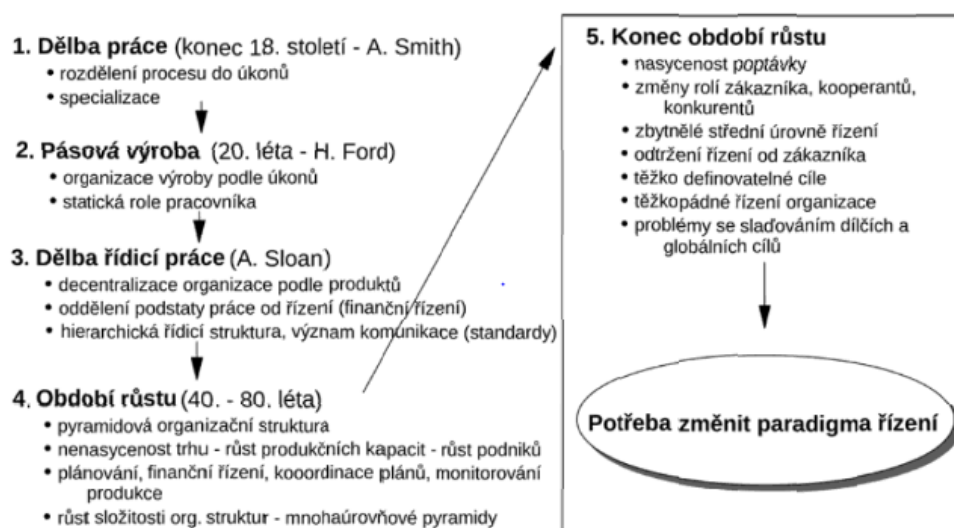 1. Dělba práce (konec 18. století - A. Smith)
• rozdělení procesu do úkonů
• specializace
2. Pásová výroba (20. léta - H. Ford)
• organizace výroby podle úkonů
• statická role pracovníka
3. Dělba řídicí práce (A. Sloan)
• decentralizace organizace podle produktů
• oddělení podstaty práce od řízení (finanční řízení)
• hierarchická řídicí struktura, význam komunikace (standardy)
4. Období růstu (40. - 80. léta)
• pyramidová organizační struktura
• nenasycenost trhu - růst produkčních kapacit - růst podniků
• plánování, finanční řízení, kooordinace plánů, monitorování
produkce
• růst složitosti org. struktur - mnohaúrovňové pyramidy
5. Konec období růstu
• nasycenost poptávky
• změny rolí zákazníka, kooperantů,
konkurentů
• zbytnělé střední úrovně řízení
• odtržení řízení od zákazníka
• těžko definovatelné cíle
• těžkopádné řízení organizace
• problémy se slaďováním dílčích a
globálních cílů
Potřeba změnit paradigma řízení